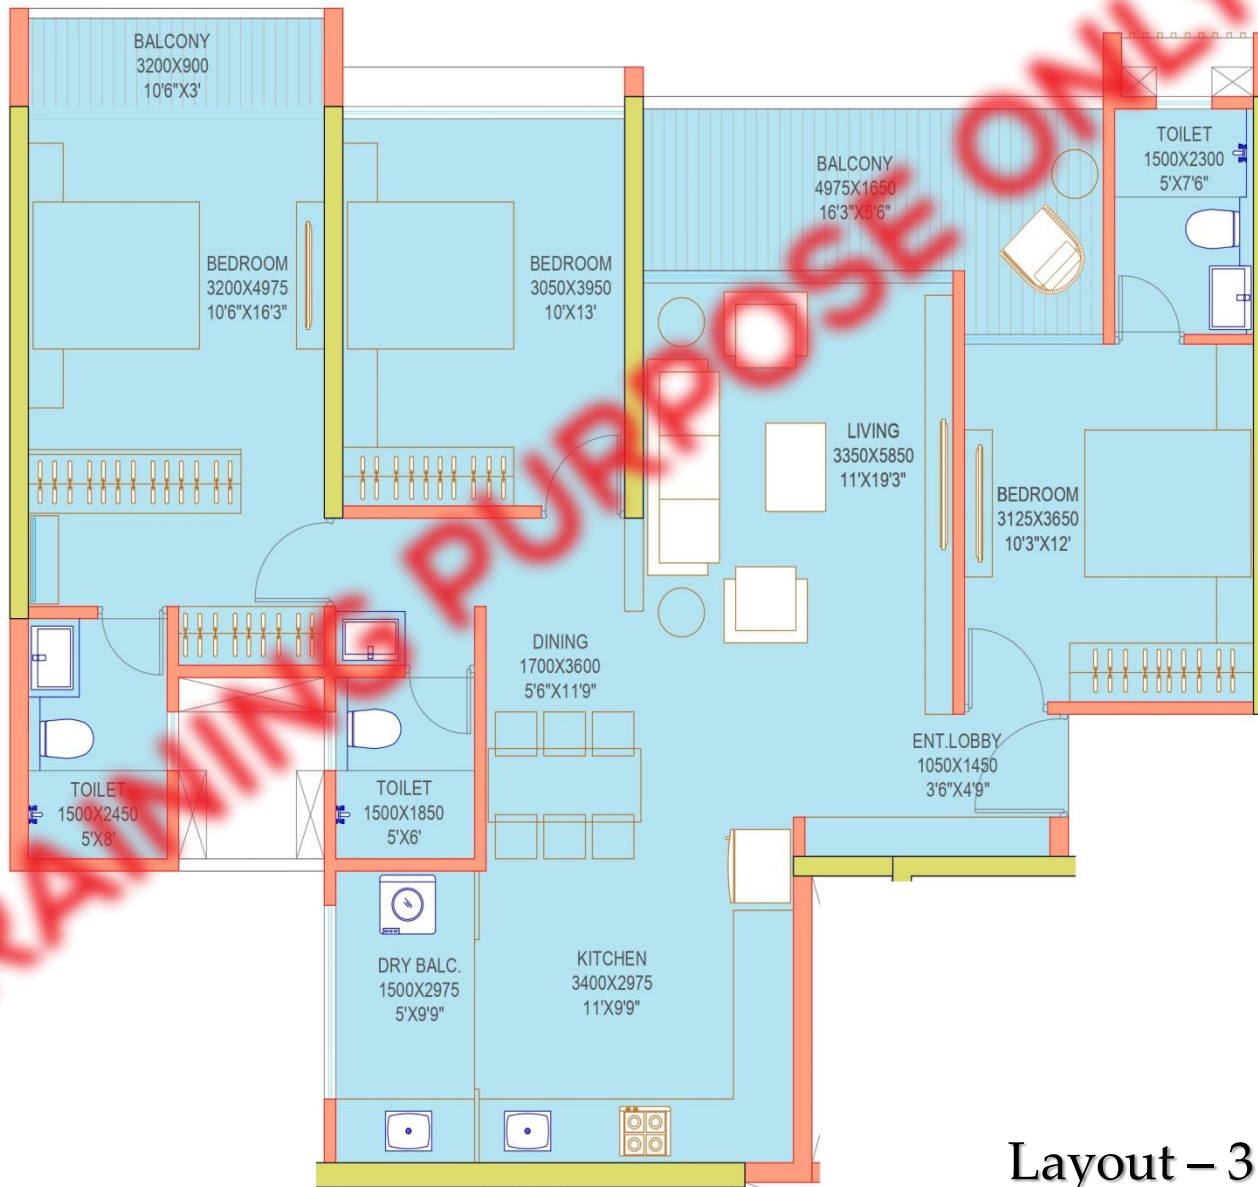 BALCONY
3200X900
10'6"X3'
BALCONY
4975X1650
16'3"X5'6"
TOILET
1500X2300
5'X7'6"
BEDROOM
3200X4975
10'6"X16'3"
BEDROOM
3050X3950
10'X13'
LIVING
3350X5850
11'X19'3"
BEDROOM
3125X3650
10'3"X12'
DINING
1700X3600
5'6"X11'9"
ENT.LOBBY
1050X1450
3'6"X4'9"
TOILET
1500X2450
5'X8'
TOILET
1500X1850
5'X6'
DRY BALC.
1500X2975
5'X9'9"
KITCHEN
3400X2975
11'X9'9"
RAINING PURPOSE ONLY
Layout – 3